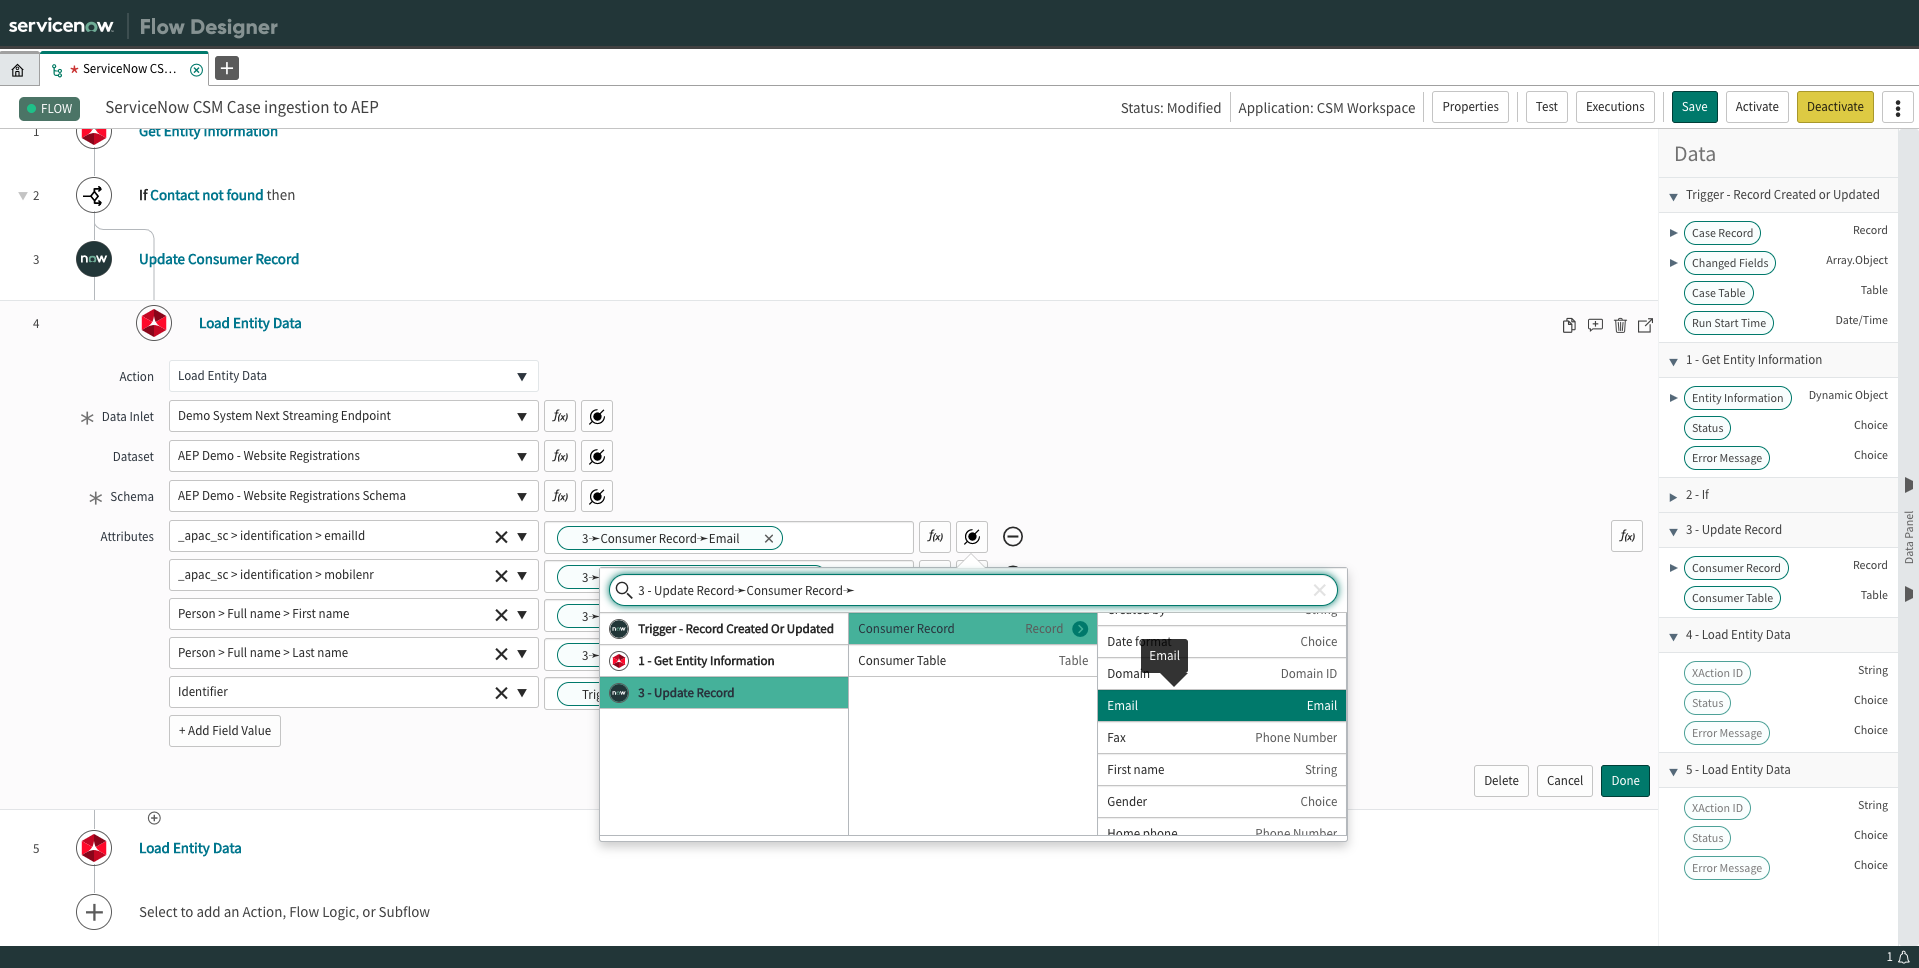 servicenow
Flow Designer
ServiceNow CS...
FLOW
ServiceNow CSM Case ingestion to AEP
Status: Modified
Application: CSM Workspace
Properties
Test
Executions
Save
Activate
Deactivate
1
Get Entity Information
2
If Contact not found then
3
now
Update Consumer Record
4
Load Entity Data
Action
Load Entity Data
Data Inlet
Demo System Next Streaming Endpoint
f(x)
Dataset
AEP Demo - Website Registrations
f(x)
Schema
AEP Demo - Website Registrations Schema
f(x)
Attributes
_apac_sc > identification > emailId
3➛Consumer Record➛Email
f(x)
f(x)
_apac_sc > identification > mobilenr
3➛
Person > Full name > First name
3➛
Person > Full name > Last name
3➛
Identifier
+ Add Field Value
3 - Update Record➛Consumer Record➛
now
Trigger - Record Created Or Updated
1 - Get Entity Information
now
3 - Update Record
Consumer Record
Record
Consumer Table
Table
Created by
String
Date format
Choice
Domain
Domain ID
Email
Email
Email
Fax
Phone Number
First name
String
Gender
Choice
Home phone
Phone Number
Delete
Cancel
Done
5
Load Entity Data
Select to add an Action, Flow Logic, or Subflow
Data
Trigger - Record Created or Updated
Case Record
Record
Changed Fields
Array.Object
Case Table
Table
Run Start Time
Date/Time
1 - Get Entity Information
Entity Information
Dynamic Object
Status
Choice
Error Message
Choice
2 - If
3 - Update Record
Consumer Record
Record
Consumer Table
Table
4 - Load Entity Data
XAction ID
String
Status
Choice
Error Message
Choice
5 - Load Entity Data
XAction ID
String
Status
Choice
Error Message
Choice
Data Panel
1